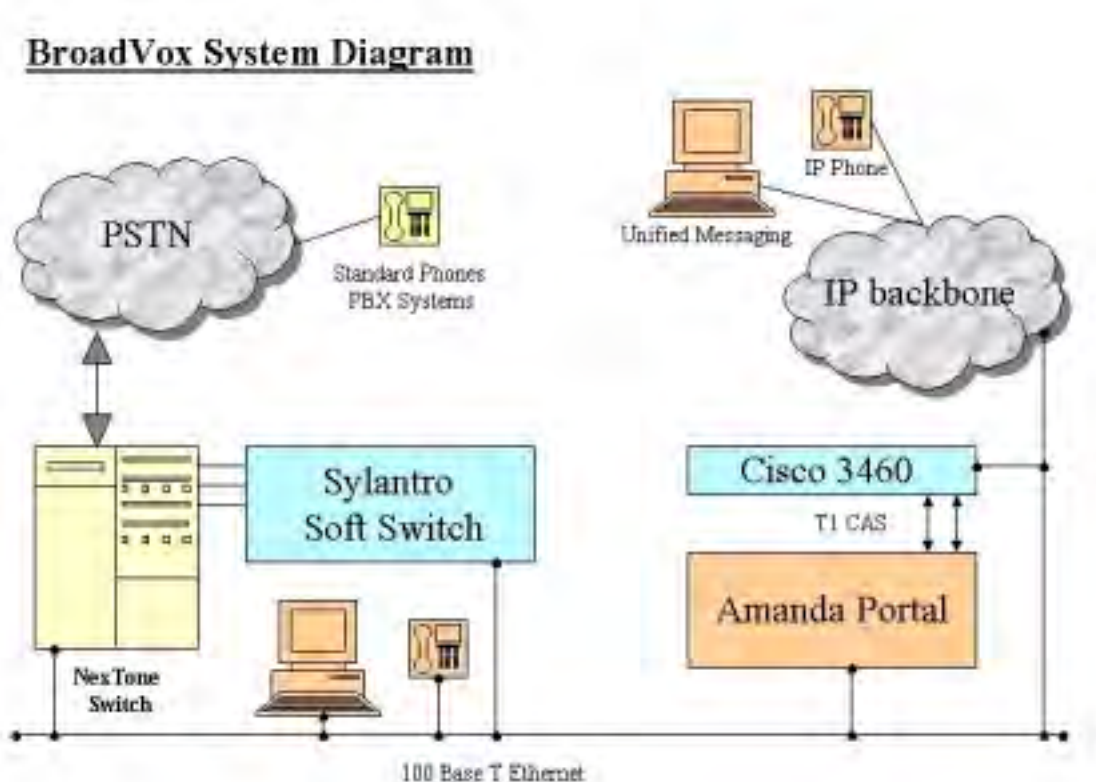 BroadVox System Diagram
PSTN
Standard Phones
PBX Systems
IP Phone
Unified Messaging
IP backbone
Sylantro
Soft Switch
Cisco 3460
T1 CAS
Amanda Portal
NexTone
Switch
100 Base T Ethernet